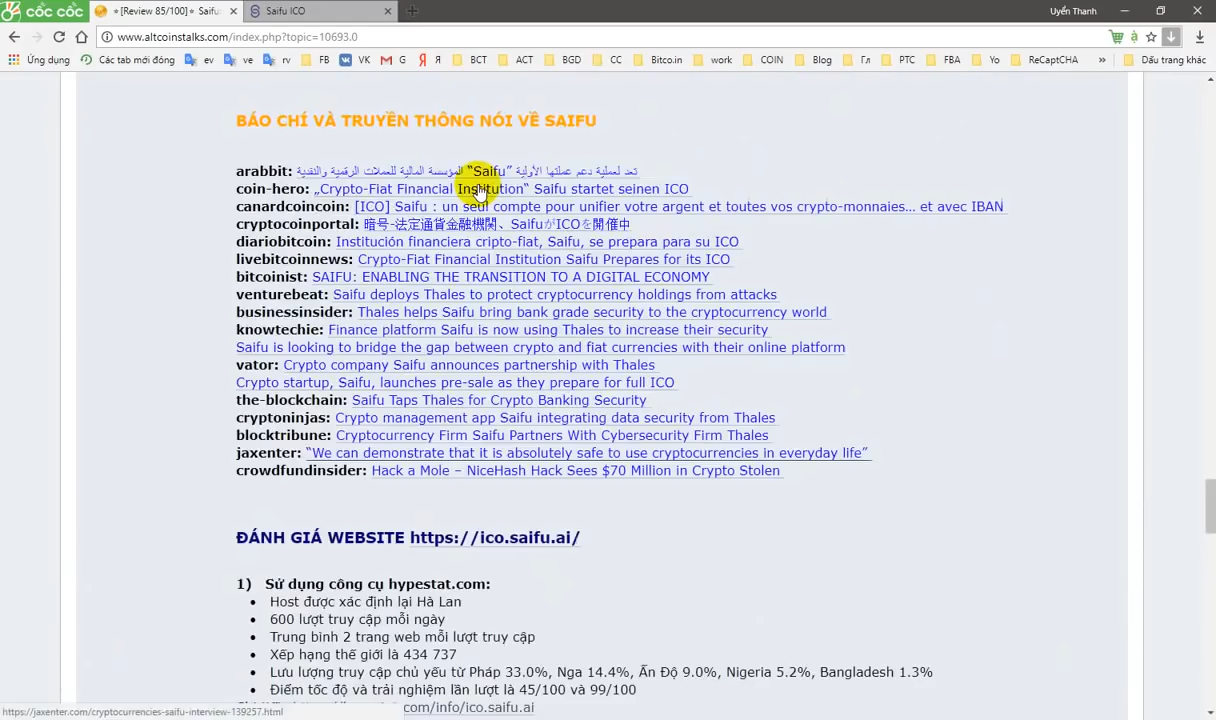 cốc cốc
[Review 85/100]⋆ Saifu
Saifu ICO
Uyển Thanh
www.altcoinstalks.com/index.php?topic=10693.0
Ứng dụng Các tab mới đóng ev ve rv FB VK G Я BCT ACT BGD CC Bitco.in work COIN Blog Гл PTC FBA Yo ReCaptCHA » Dấu trang khác
BÁO CHÍ VÀ TRUYỀN THÔNG NÓI VỀ SAIFU
arabbit: المؤسسة المالية للعملات الرقمية والنقدية “Saifu” تعد لعملية دعم عملتها الأولية
coin-hero: „Crypto-Fiat Financial Institution“ Saifu startet seinen ICO
canardcoincoin: [ICO] Saifu : un seul compte pour unifier votre argent et toutes vos crypto-monnaies… et avec IBAN
cryptocoinportal: 暗号-法定通貨金融機関、SaifuがICOを開催中
diariobitcoin: Institución financiera cripto-fiat, Saifu, se prepara para su ICO
livebitcoinnews: Crypto-Fiat Financial Institution Saifu Prepares for its ICO
bitcoinist: SAIFU: ENABLING THE TRANSITION TO A DIGITAL ECONOMY
venturebeat: Saifu deploys Thales to protect cryptocurrency holdings from attacks
businessinsider: Thales helps Saifu bring bank grade security to the cryptocurrency world
knowtechie: Finance platform Saifu is now using Thales to increase their security
Saifu is looking to bridge the gap between crypto and fiat currencies with their online platform
vator: Crypto company Saifu announces partnership with Thales
Crypto startup, Saifu, launches pre-sale as they prepare for full ICO
the-blockchain: Saifu Taps Thales for Crypto Banking Security
cryptoninjas: Crypto management app Saifu integrating data security from Thales
blocktribune: Cryptocurrency Firm Saifu Partners With Cybersecurity Firm Thales
jaxenter: “We can demonstrate that it is absolutely safe to use cryptocurrencies in everyday life”
crowdfundinsider: Hack a Mole – NiceHash Hack Sees $70 Million in Crypto Stolen
ĐÁNH GIÁ WEBSITE https://ico.saifu.ai/
1) Sử dụng công cụ hypestat.com:
• Host được xác định lại Hà Lan
• 600 lượt truy cập mỗi ngày
• Trung bình 2 trang web mỗi lượt truy cập
• Xếp hạng thế giới là 434 737
• Lưu lượng truy cập chủ yếu từ Pháp 33.0%, Nga 14.4%, Ấn Độ 9.0%, Nigeria 5.2%, Bangladesh 1.3%
• Điểm tốc độ và trải nghiệm lần lượt là 45/100 và 99/100
.com/info/ico.saifu.ai
https://jaxenter.com/cryptocurrencies-saifu-interview-139257.html